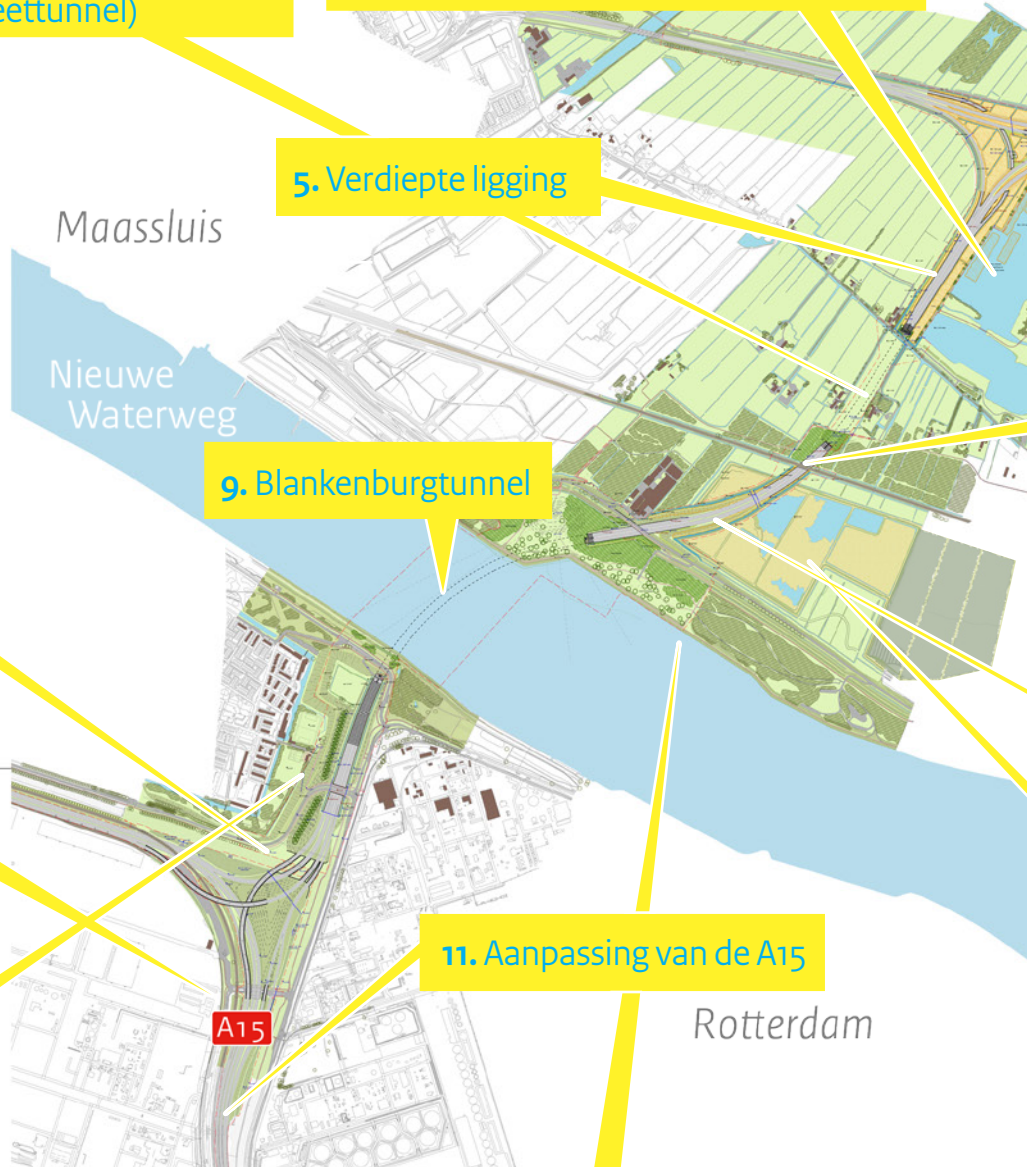 eettunnel)
5. Verdiepte ligging
Maassluis
Nieuwe
Waterweg
9. Blankenburgtunnel
11. Aanpassing van de A15
A15
Rotterdam